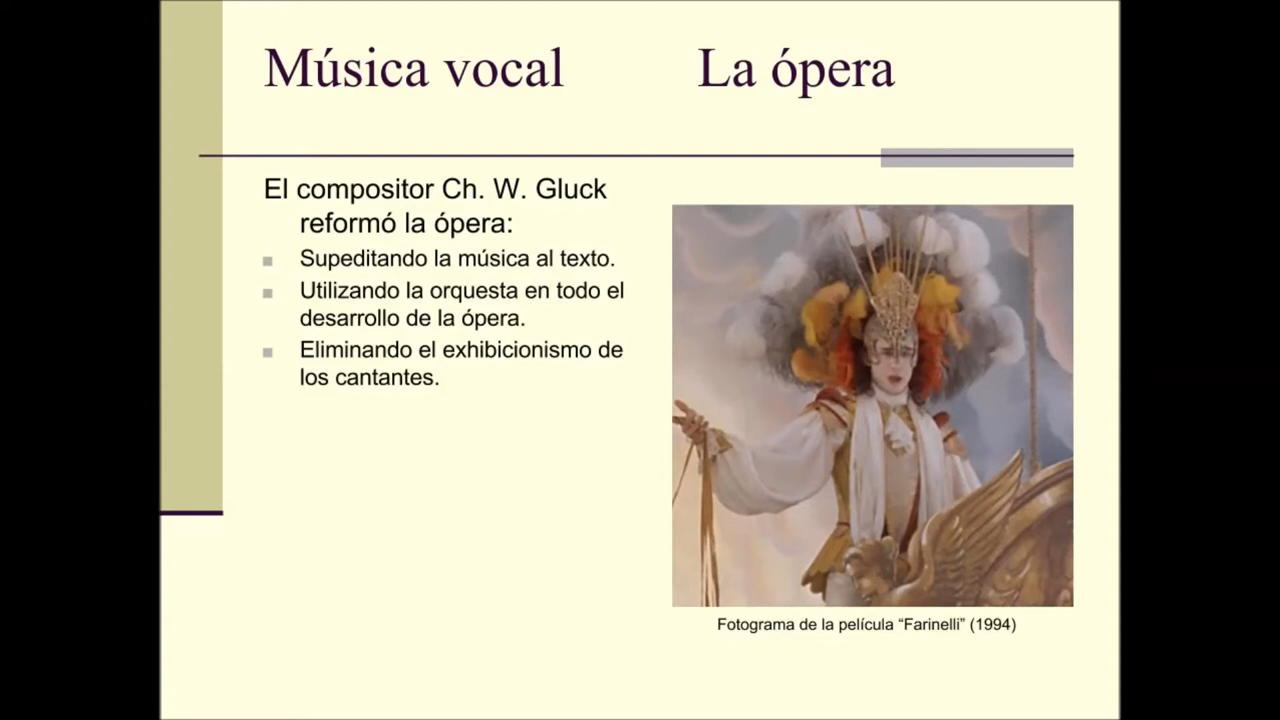 Música vocal La ópera
El compositor Ch. W. Gluck
reformó la ópera:
Supeditando la música al texto.
Utilizando la orquesta en todo el
desarrollo de la ópera.
Eliminando el exhibicionismo de
los cantantes.
Fotograma de la película “Farinelli” (1994)